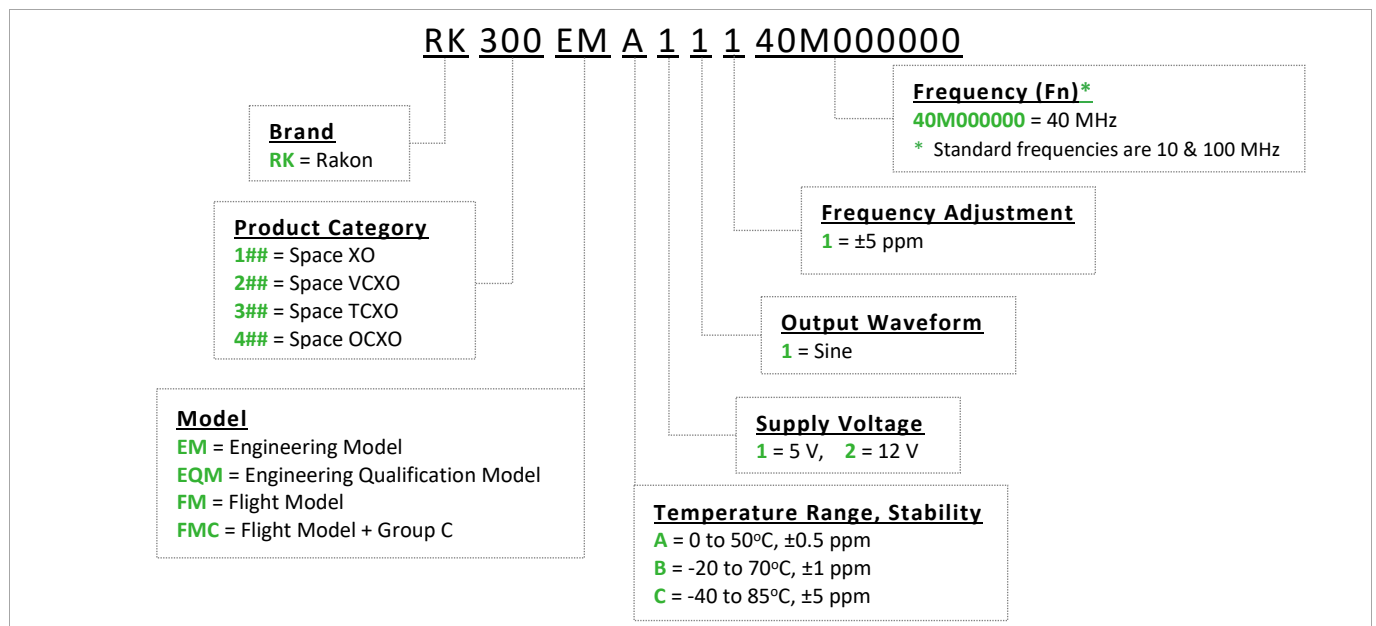 RK 300 EM A 1 1 1 40M000000
Brand
RK = Rakon
Product Category
1## = Space XO
2## = Space VCXO
3## = Space TCXO
4## = Space OCXO
Model
EM = Engineering Model
EQM = Engineering Qualification Model
FM = Flight Model
FMC = Flight Model + Group C
Frequency (Fn)*
40M000000 = 40 MHz
* Standard frequencies are 10 & 100 MHz
Frequency Adjustment
1 = ±5 ppm
Output Waveform
1 = Sine
Supply Voltage
1 = 5 V, 2 = 12 V
Temperature Range, Stability
A = 0 to 50°C, ±0.5 ppm
B = -20 to 70°C, ±1 ppm
C = -40 to 85°C, ±5 ppm